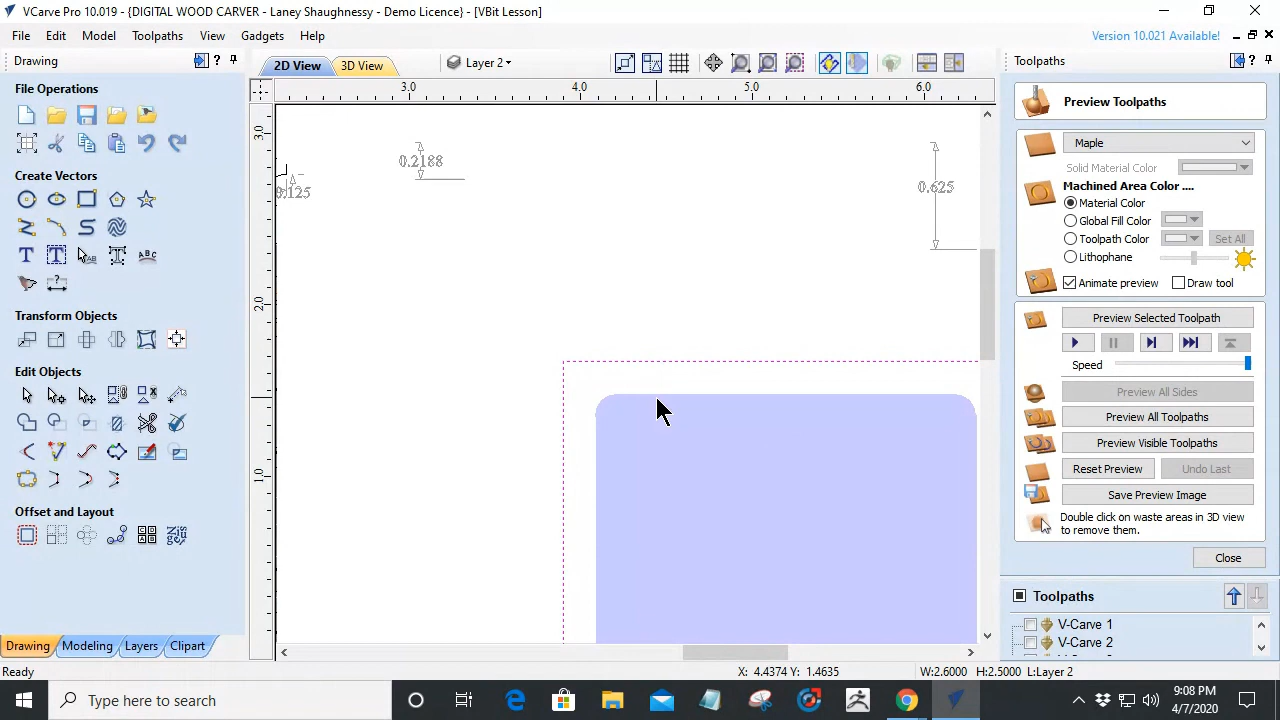 VCarve Pro 10.019 - {DIGITAL WOOD CARVER - Laney Shaughnessy - Demo Licence} - [VBit Lesson]
File Edit Model Toolpaths View Gadgets Help
Version 10.021 Available!
Drawing
2D View
3D View
Layer 2
Toolpaths
File Operations
3.0 4.0 5.0 6.0
Preview Toolpaths
3.0
2.0
1.0
0.2188
0.125
0.625
Maple
Solid Material Color
Machined Area Color ....
Material Color
Global Fill Color
Toolpath Color
Set All
Lithophane
Animate preview
Draw tool
Create Vectors
ABC
Transform Objects
Edit Objects
Offset and Layout
Preview Selected Toolpath
Speed
Preview All Sides
Preview All Toolpaths
Preview Visible Toolpaths
Reset Preview
Undo Last
Save Preview Image
Double click on waste areas in 3D view
to remove them.
Close
Toolpaths
V-Carve 1
V-Carve 2
Drawing Modeling Layers Clipart
Ready
X: 4.4374 Y: 1.4635
W:2.6000 H:2.5000 L:Layer 2
Type here to search
9:08 PM
4/7/2020